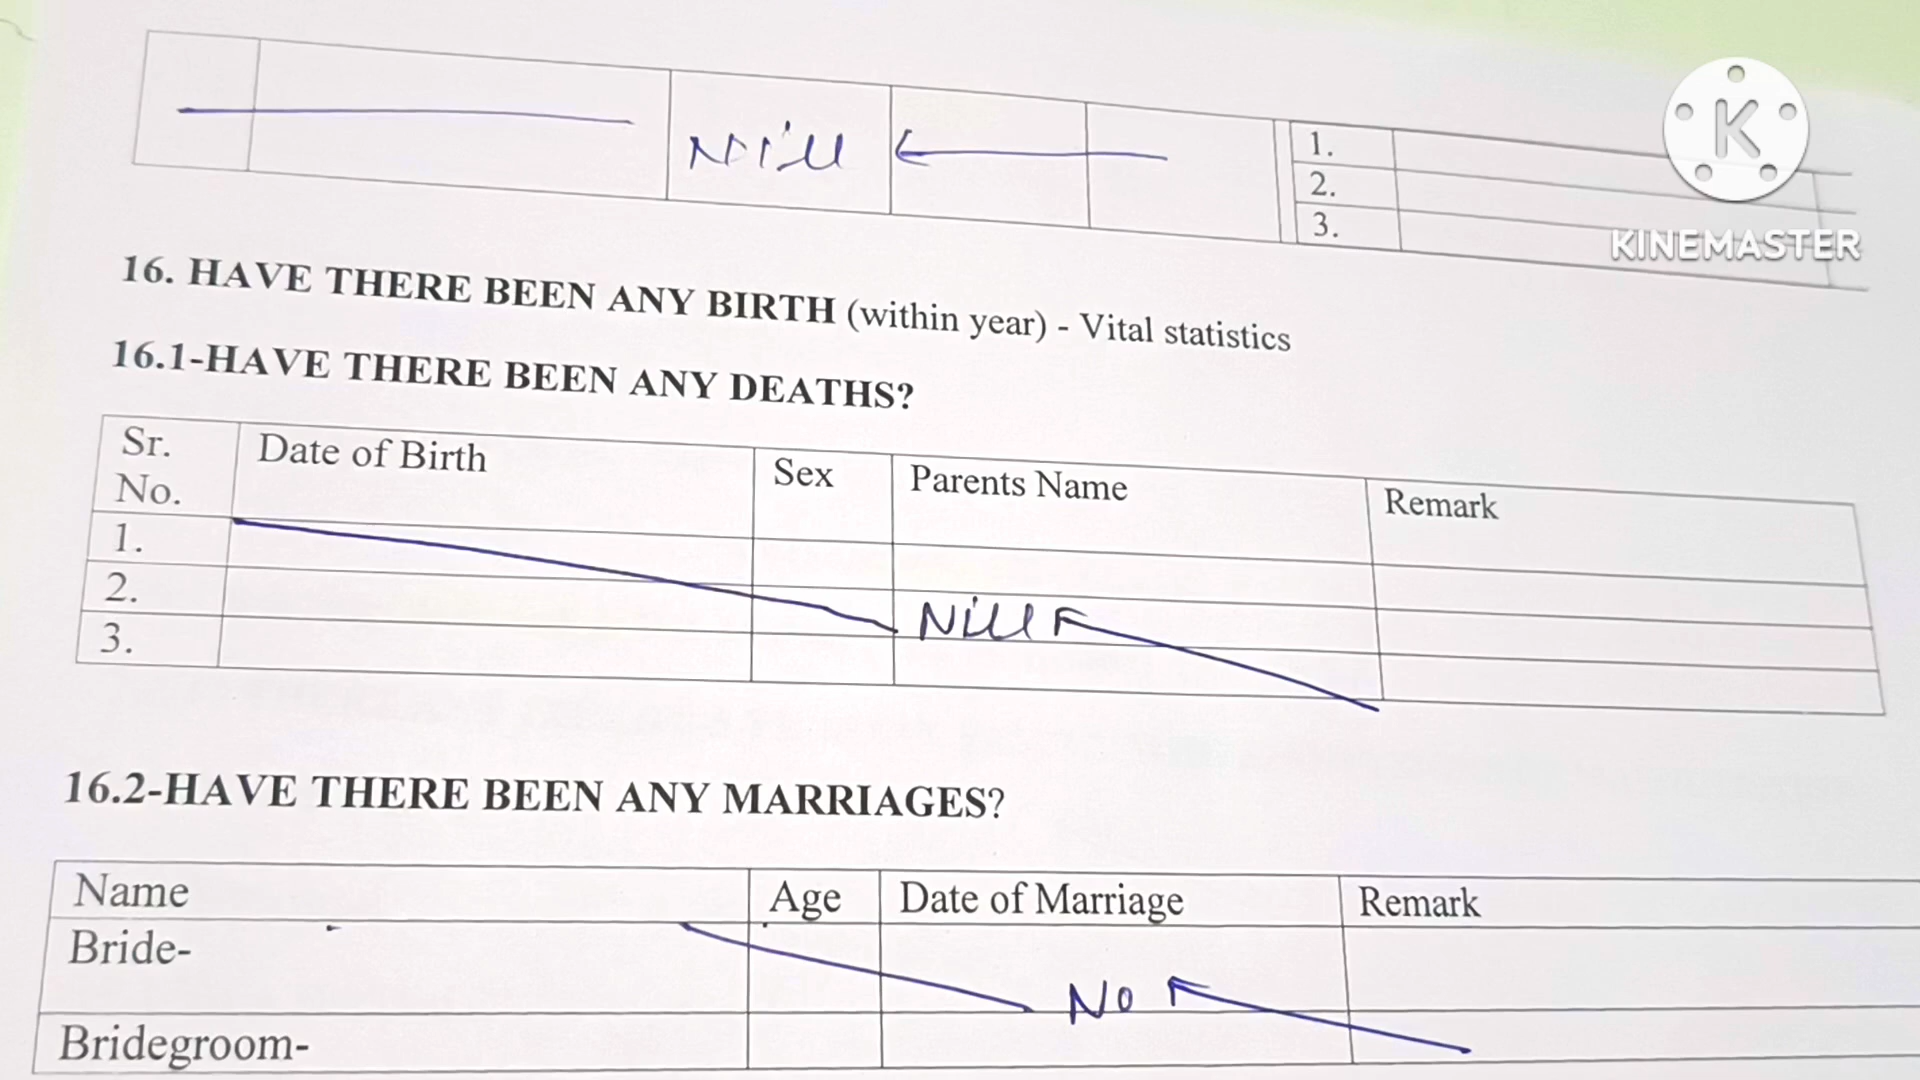 Nill
1.
2.
3.
K
KINEMASTER
16. HAVE THERE BEEN ANY BIRTH (within year) - Vital statistics
16.1-HAVE THERE BEEN ANY DEATHS?
Sr. No. Date of Birth Sex Parents Name Remark
1.
2. Nill
3.
16.2-HAVE THERE BEEN ANY MARRIAGES?
Name Age Date of Marriage Remark
Bride-
No
Bridegroom-